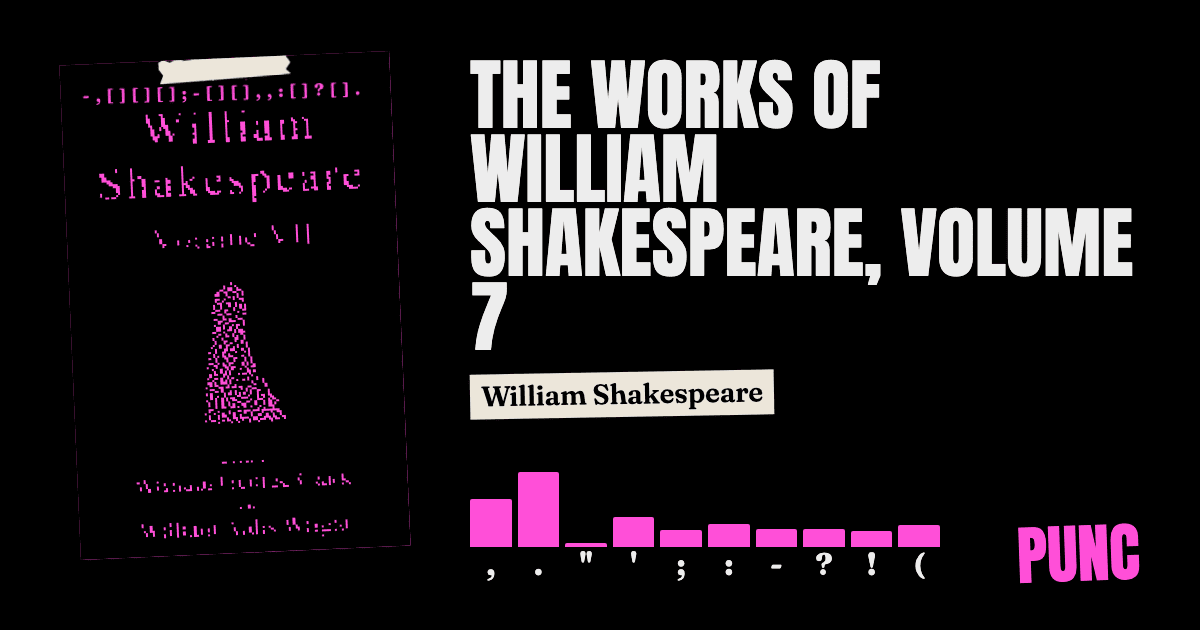 -,[][][];-[][],,:[]?[].
William
Shakespeare
THE WORKS OF
WILLIAM
SHAKESPEARE, VOLUME
7
William Shakespeare
, . " ' ; : - ? ! (
PUNC